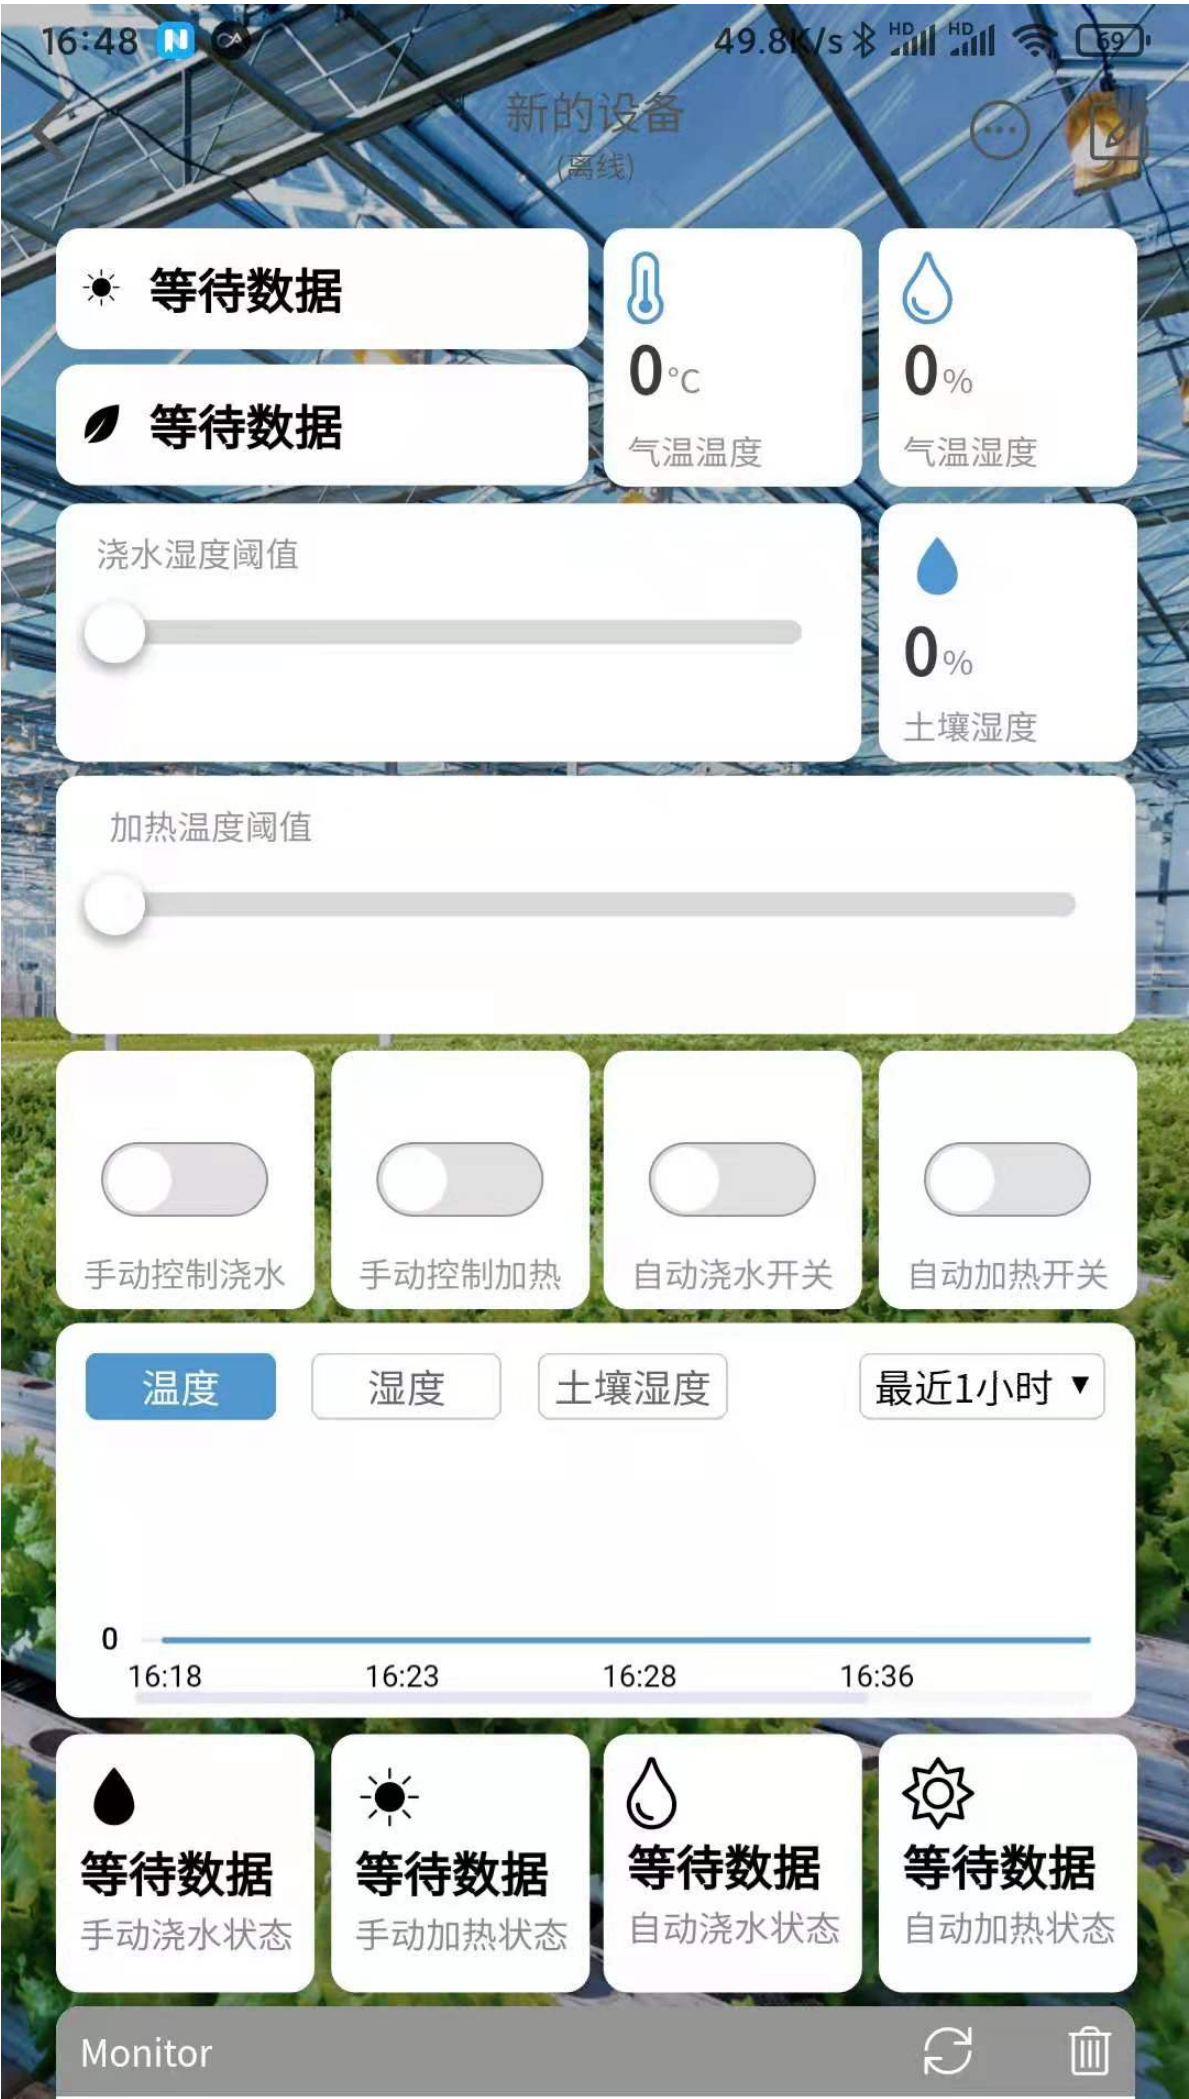 16:48
49.8K/s HD HD 69
新的设备
(离线)
等待数据
等待数据
0°C
气温温度
0%
气温湿度
浇水湿度阈值
0%
土壤湿度
加热温度阈值
手动控制浇水
手动控制加热
自动浇水开关
自动加热开关
温度 湿度 土壤湿度 最近1小时 ▼
0
16:18 16:23 16:28 16:36
等待数据
手动浇水状态
等待数据
手动加热状态
等待数据
自动浇水状态
等待数据
自动加热状态
Monitor